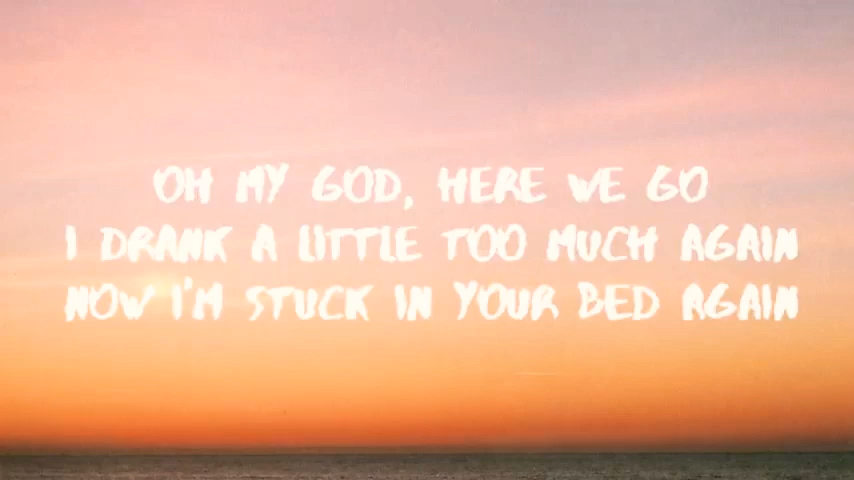 OH MY GOD, HERE WE GO
I DRANK A LITTLE TOO MUCH AGAIN
NOW I'M STUCK IN YOUR BED AGAIN